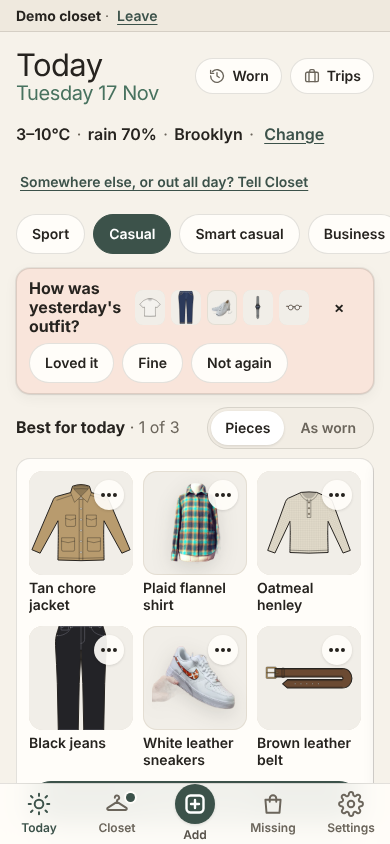 Demo closet · Leave
Today
Tuesday 17 Nov
Worn
Trips
3–10°C · rain 70% · Brooklyn · Change
Somewhere else, or out all day? Tell Closet
Sport
Casual
Smart casual
Business
How was
yesterday's
outfit?
×
Loved it
Fine
Not again
Best for today · 1 of 3
Pieces
As worn
Tan chore
jacket
Plaid flannel
shirt
Oatmeal
henley
Black jeans
White leather
sneakers
Brown leather
belt
Today
Closet
Add
Missing
Settings